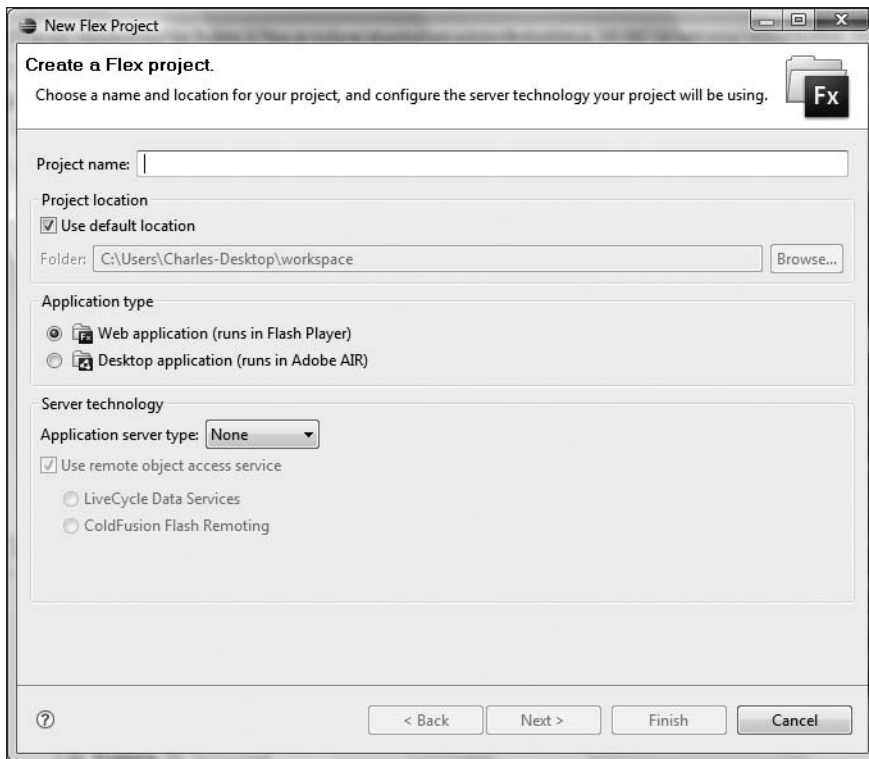 New Flex Project
Create a Flex project.
Choose a name and location for your project, and configure the server technology your project will be using.
Fx
Project name:
Project location
Use default location
Folder: C:\Users\Charles-Desktop\workspace Browse...
Application type
Fx Web application (runs in Flash Player)
Desktop application (runs in Adobe AIR)
Server technology
Application server type: None
Use remote object access service
LiveCycle Data Services
ColdFusion Flash Remoting
? < Back Next > Finish Cancel